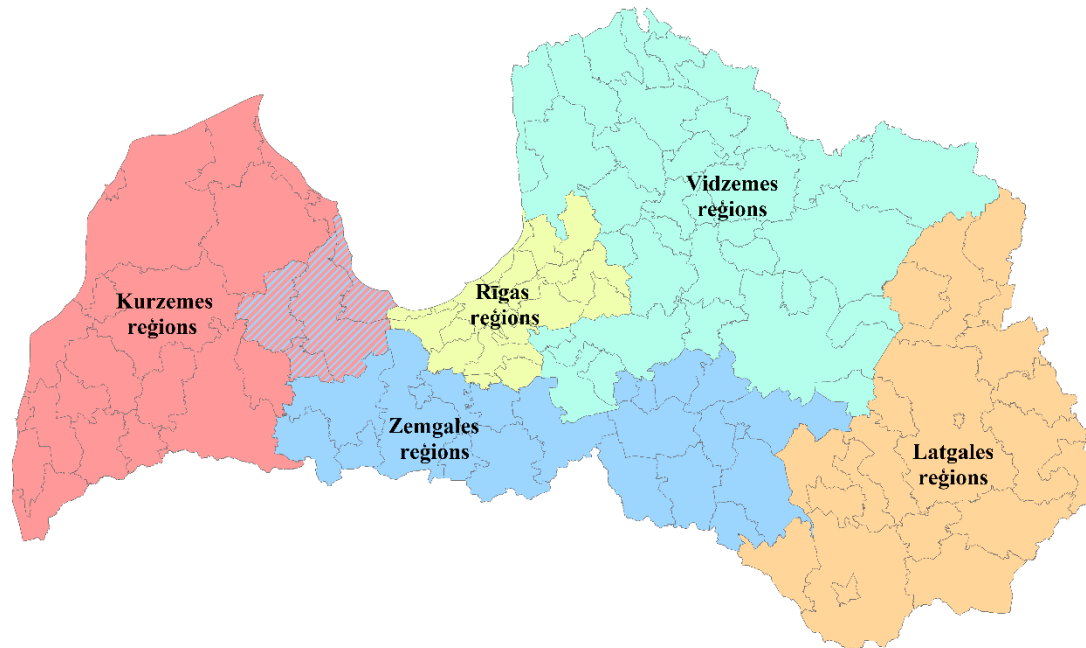 Vidzemes
reģions
Kurzemes
reģions
Rīgas
reģions
Zemgales
reģions
Latgales
reģions